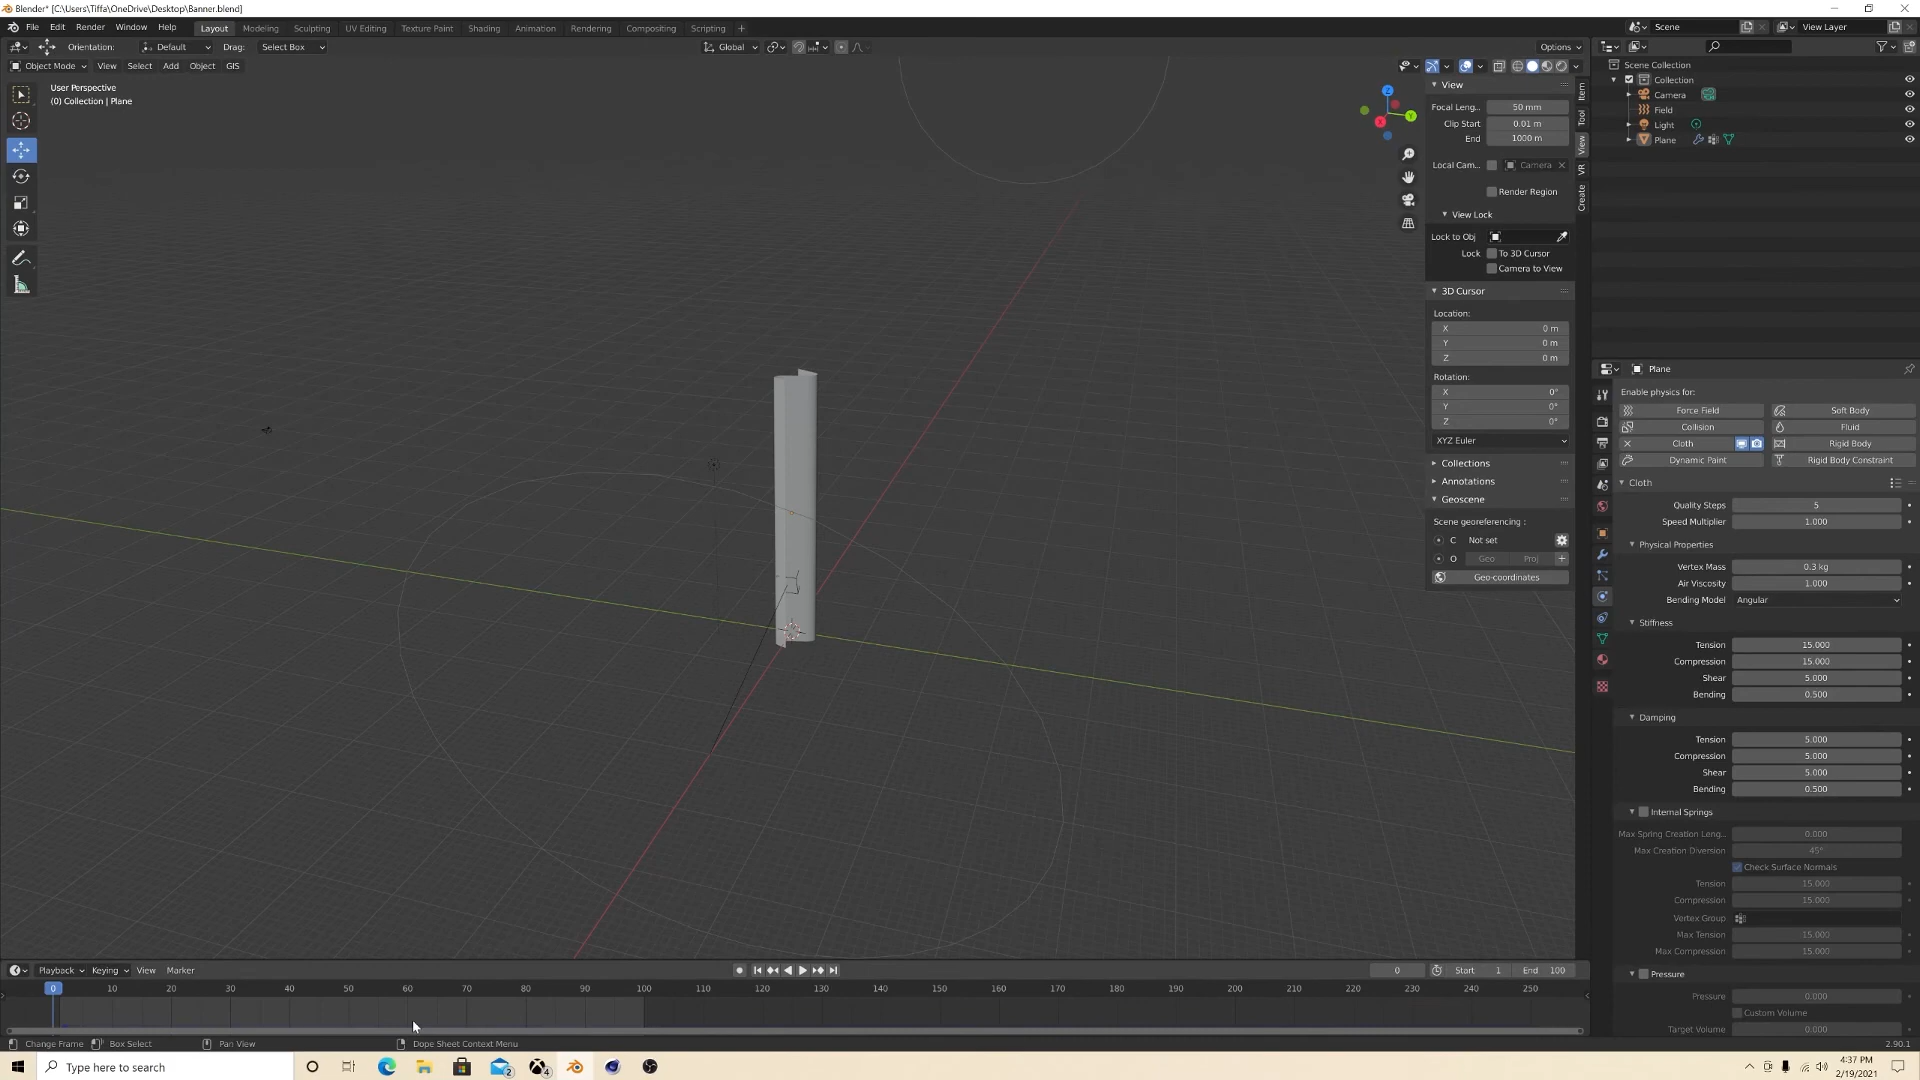 Blender* [C:\Users\Tiffa\OneDrive\Desktop\Banner.blend]
File Edit Render Window Help Layout Modeling Sculpting UV Editing Texture Paint Shading Animation Rendering Compositing Scripting + Scene View Layer
Orientation: Default Drag: Select Box Global Options
Object Mode View Select Add Object GIS
User Perspective
(0) Collection | Plane
Z
Y
X
View
Focal Leng... 50 mm
Clip Start 0.01 m
End 1000 m
Local Cam... Camera
Render Region
View Lock
Lock to Obj
Lock To 3D Cursor
Camera to View
3D Cursor
Location:
X 0 m
Y 0 m
Z 0 m
Rotation:
X 0°
Y 0°
Z 0°
XYZ Euler
Collections
Annotations
Geoscene
Scene georeferencing :
C Not set
O Geo Proj +
Geo-coordinates
Item
Tool
View
VR
Create
Scene Collection
Collection
Camera
Field
Light
Plane
Plane
Enable physics for:
Force Field Soft Body
Collision Fluid
Cloth Rigid Body
Dynamic Paint Rigid Body Constraint
Cloth
Quality Steps 5
Speed Multiplier 1.000
Physical Properties
Vertex Mass 0.3 kg
Air Viscosity 1.000
Bending Model Angular
Stiffness
Tension 15.000
Compression 15.000
Shear 5.000
Bending 0.500
Damping
Tension 5.000
Compression 5.000
Shear 5.000
Bending 0.500
Internal Springs
Max Spring Creation Leng... 0.000
Max Creation Diversion 45°
Check Surface Normals
Tension 15.000
Compression 15.000
Vertex Group
Max Tension 15.000
Max Compression 15.000
Pressure
Pressure 0.000
Custom Volume
Target Volume 0.000
Playback Keying View Marker 0 Start 1 End 100
0 10 20 30 40 50 60 70 80 90 100 110 120 130 140 150 160 170 180 190 200 210 220 230 240 250
Change Frame Box Select Pan View Dope Sheet Context Menu 2.90.1
Type here to search 2 4 4:37 PM
2/19/2021